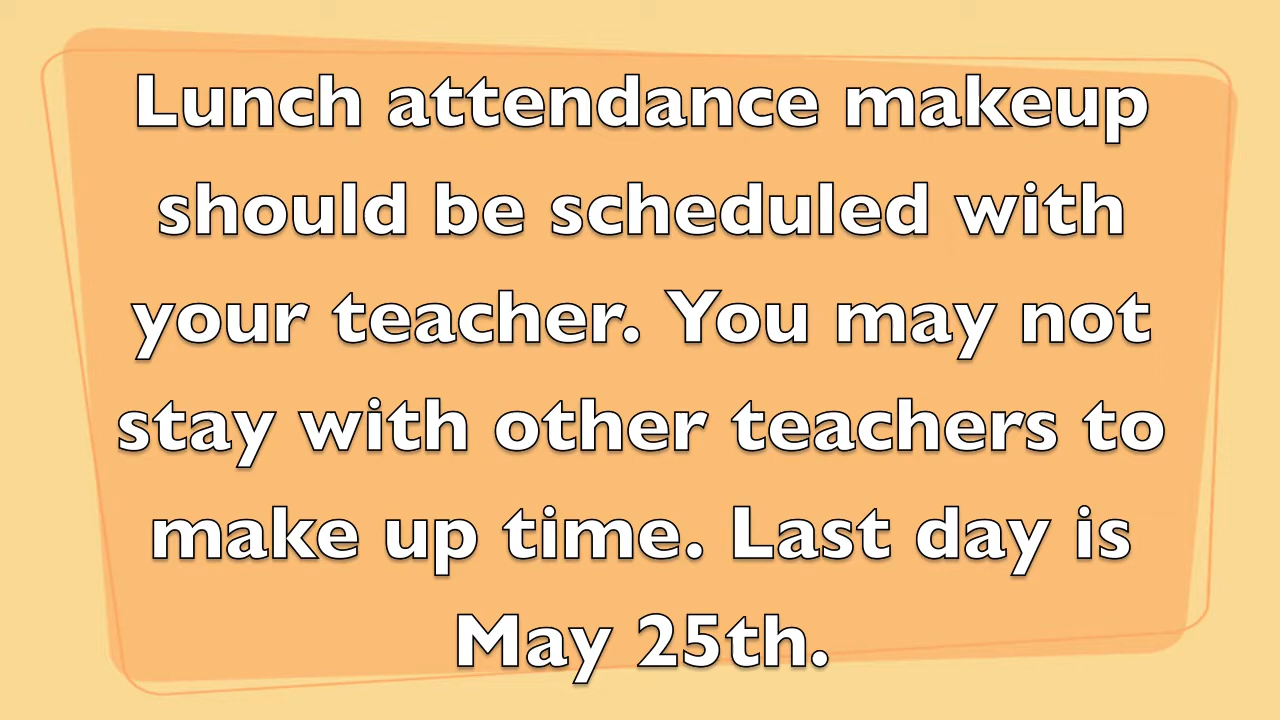 Lunch attendance makeup
should be scheduled with
your teacher. You may not
stay with other teachers to
make up time. Last day is
May 25th.